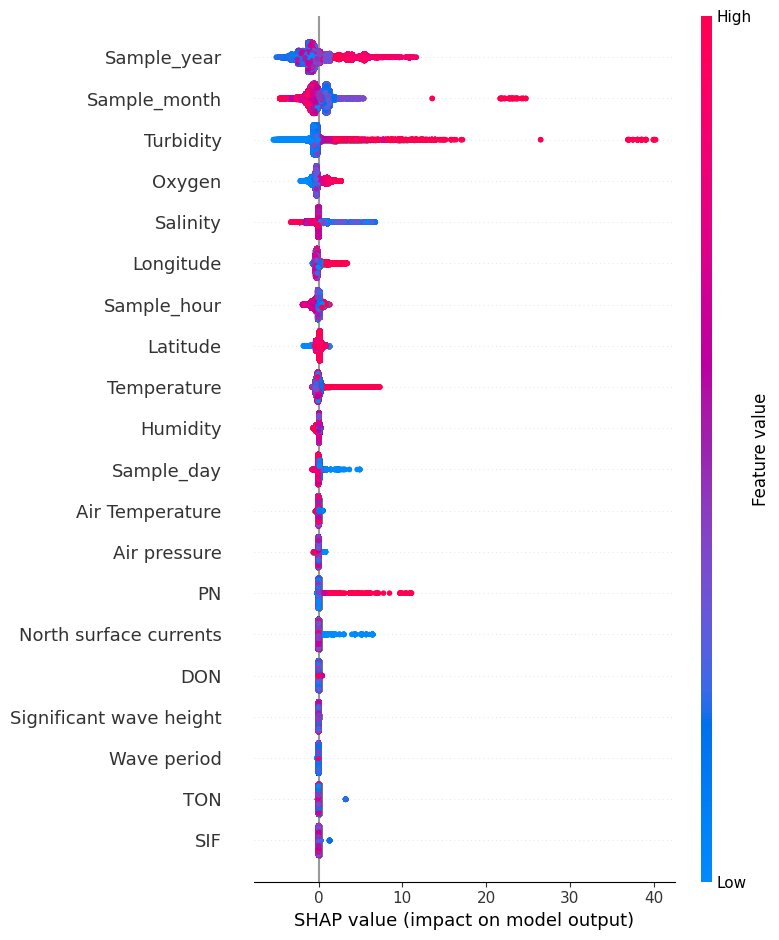 High
Sample_year
Sample_month
Turbidity
Oxygen
Salinity
Longitude
Sample_hour
Latitude
Temperature
Humidity
Sample_day
Air Temperature
Air pressure
PN
North surface currents
DON
Significant wave height
Wave period
TON
SIF
Feature value
Low
0 10 20 30 40
SHAP value (impact on model output)